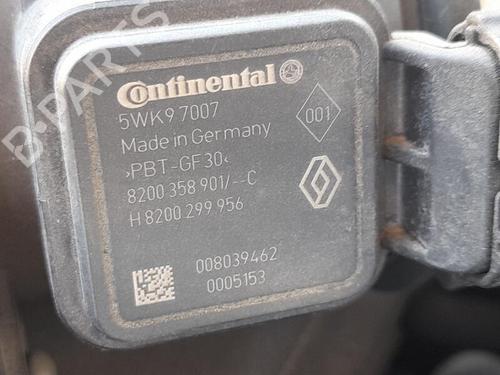 B-PARTS
Continental
5WK9 7007
001
Made in Germany
›PBT-GF30‹
8200 358 901/--C
H 8200 299 956
008039462
0005153